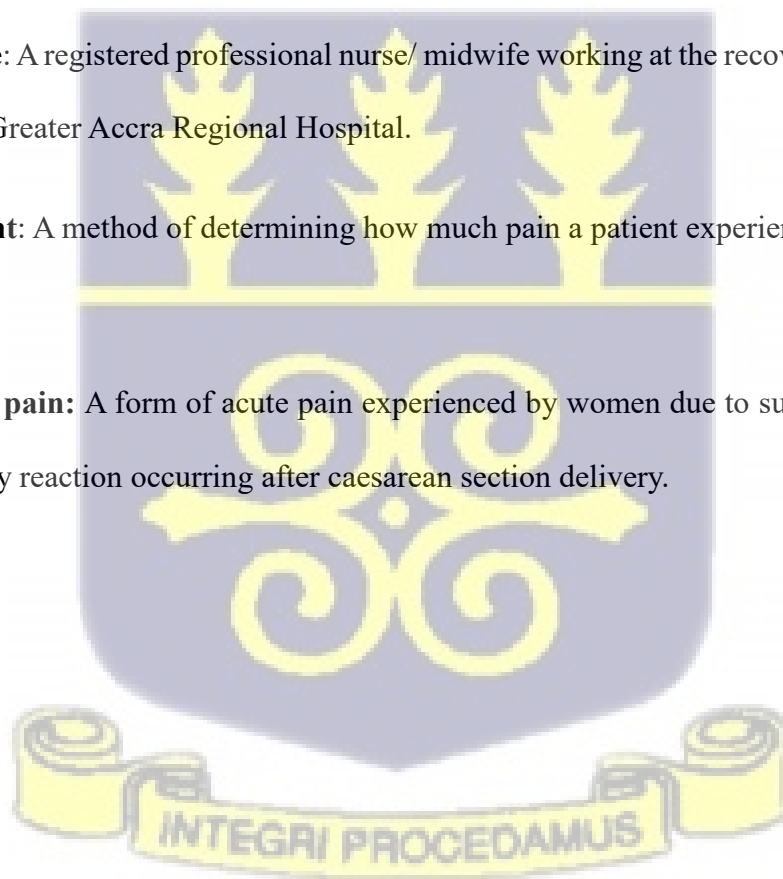 e: A registered professional nurse/ midwife working at the recov
Greater Accra Regional Hospital.
nt: A method of determining how much pain a patient experien
pain: A form of acute pain experienced by women due to su
y reaction occurring after caesarean section delivery.
INTEGRI PROCEDAMUS